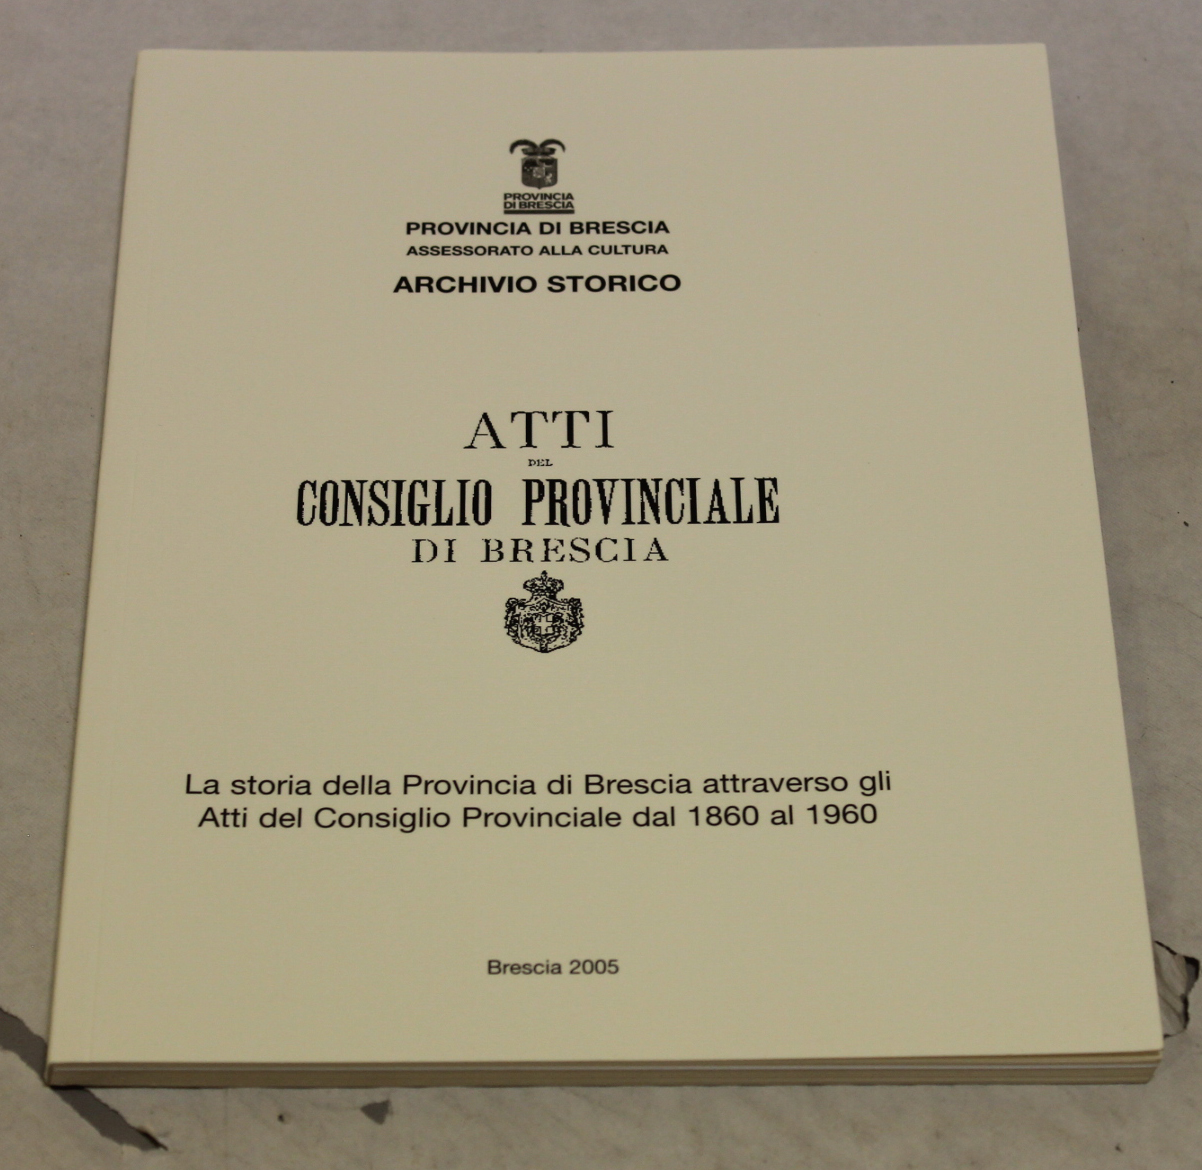 PROVINCIA
DI BRESCIA
PROVINCIA DI BRESCIA
ASSESSORATO ALLA CULTURA
ARCHIVIO STORICO
ATTI
DEL
CONSIGLIO PROVINCIALE
DI BRESCIA
La storia della Provincia di Brescia attraverso gli
Atti del Consiglio Provinciale dal 1860 al 1960
Brescia 2005